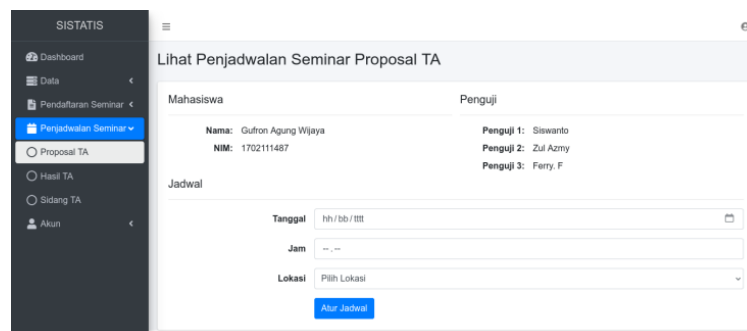 SISTATIS
Dashboard
Data
Pendaftaran Seminar
Penjadwalan Seminar
Proposal TA
Hasil TA
Sidang TA
Akun
Lihat Penjadwalan Seminar Proposal TA
Mahasiswa
Nama: Gufron Agung Wijaya
NIM: 1702111487
Penguji
Penguji 1: Siswanto
Penguji 2: Zul Azmy
Penguji 3: Ferry. F
Jadwal
Tanggal hh/bb/tttt
Jam --.--
Lokasi Pilih Lokasi
Atur Jadwal